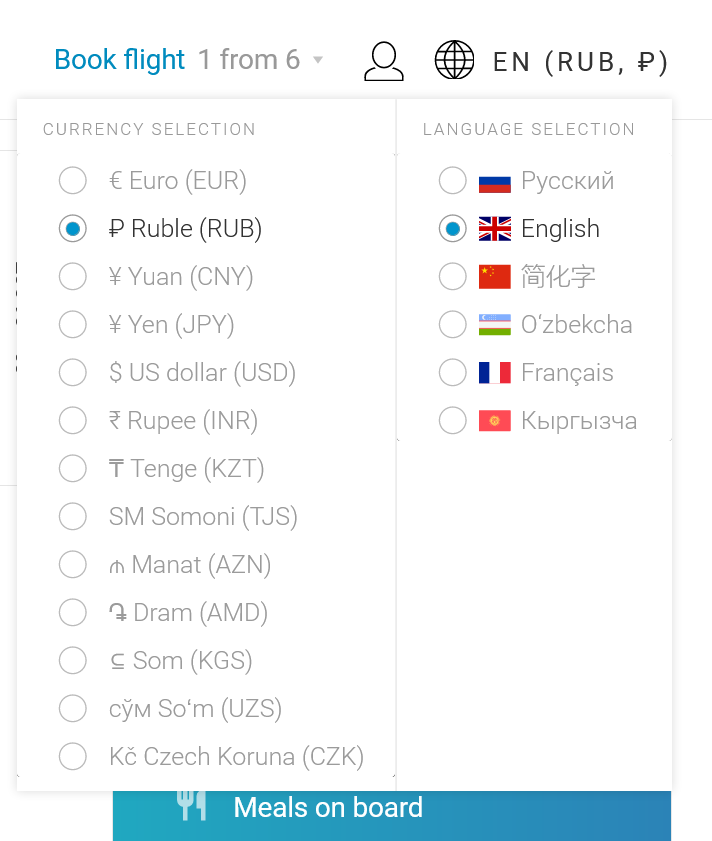 Book flight 1 from 6
EN (RUB, ₽)
CURRENCY SELECTION
€ Euro (EUR)
₽ Ruble (RUB)
¥ Yuan (CNY)
¥ Yen (JPY)
$ US dollar (USD)
₹ Rupee (INR)
₸ Tenge (KZT)
SM Somoni (TJS)
₼ Manat (AZN)
֏ Dram (AMD)
⊆ Som (KGS)
сўм Soʻm (UZS)
Kč Czech Koruna (CZK)
LANGUAGE SELECTION
Русский
English
简化字
Oʻzbekcha
Français
Кыргызча
Meals on board